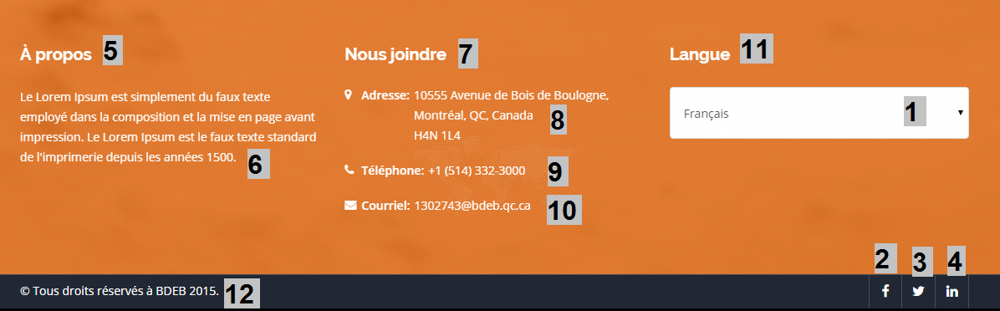 À propos 5
Le Lorem Ipsum est simplement du faux texte
employé dans la composition et la mise en page avant
impression. Le Lorem Ipsum est le faux texte standard
de l'imprimerie depuis les années 1500. 6
Nous joindre 7
Adresse: 10555 Avenue de Bois de Boulogne,
Montréal, QC, Canada 8
H4N 1L4
Téléphone: +1 (514) 332-3000 9
Courriel: 1302743@bdeb.qc.ca 10
Langue 11
Français 1
2 3 4
© Tous droits réservés à BDEB 2015. 12